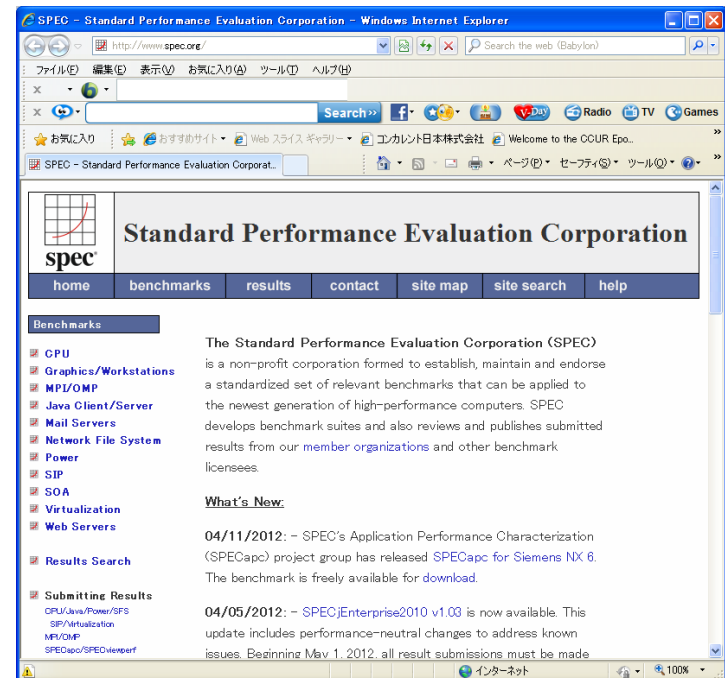 SPEC - Standard Performance Evaluation Corporation - Windows Internet Explorer
http://www.spec.org/
Search the web (Babylon)
ファイル(F) 編集(E) 表示(V) お気に入り(A) ツール(T) ヘルプ(H)
x
x Search >> V-Day Radio TV Games
お気に入り おすすめサイト Web スライス ギャラリー コンカレント日本株式会社 Welcome to the CCUR Epo...
SPEC - Standard Performance Evaluation Corporat... ページ(P) セーフティ(S) ツール(O)
spec
Standard Performance Evaluation Corporation
home benchmarks results contact site map site search help
Benchmarks
CPU
Graphics/Workstations
MPI/OMP
Java Client/Server
Mail Servers
Network File System
Power
SIP
SOA
Virtualization
Web Servers
Results Search
Submitting Results
CPU/Java/Power/SFS
SIP/Virtualization
MPI/OMP
SPECapc/SPECviewperf
The Standard Performance Evaluation Corporation (SPEC)
is a non-profit corporation formed to establish, maintain and endorse
a standardized set of relevant benchmarks that can be applied to
the newest generation of high-performance computers. SPEC
develops benchmark suites and also reviews and publishes submitted
results from our member organizations and other benchmark
licensees.
What's New:
04/11/2012: - SPEC's Application Performance Characterization
(SPECapc) project group has released SPECapc for Siemens NX 6.
The benchmark is freely available for download.
04/05/2012: - SPECjEnterprise2010 v1.03 is now available. This
update includes performance-neutral changes to address known
issues. Beginning May 1, 2012, all result submissions must be made
インターネット 100%